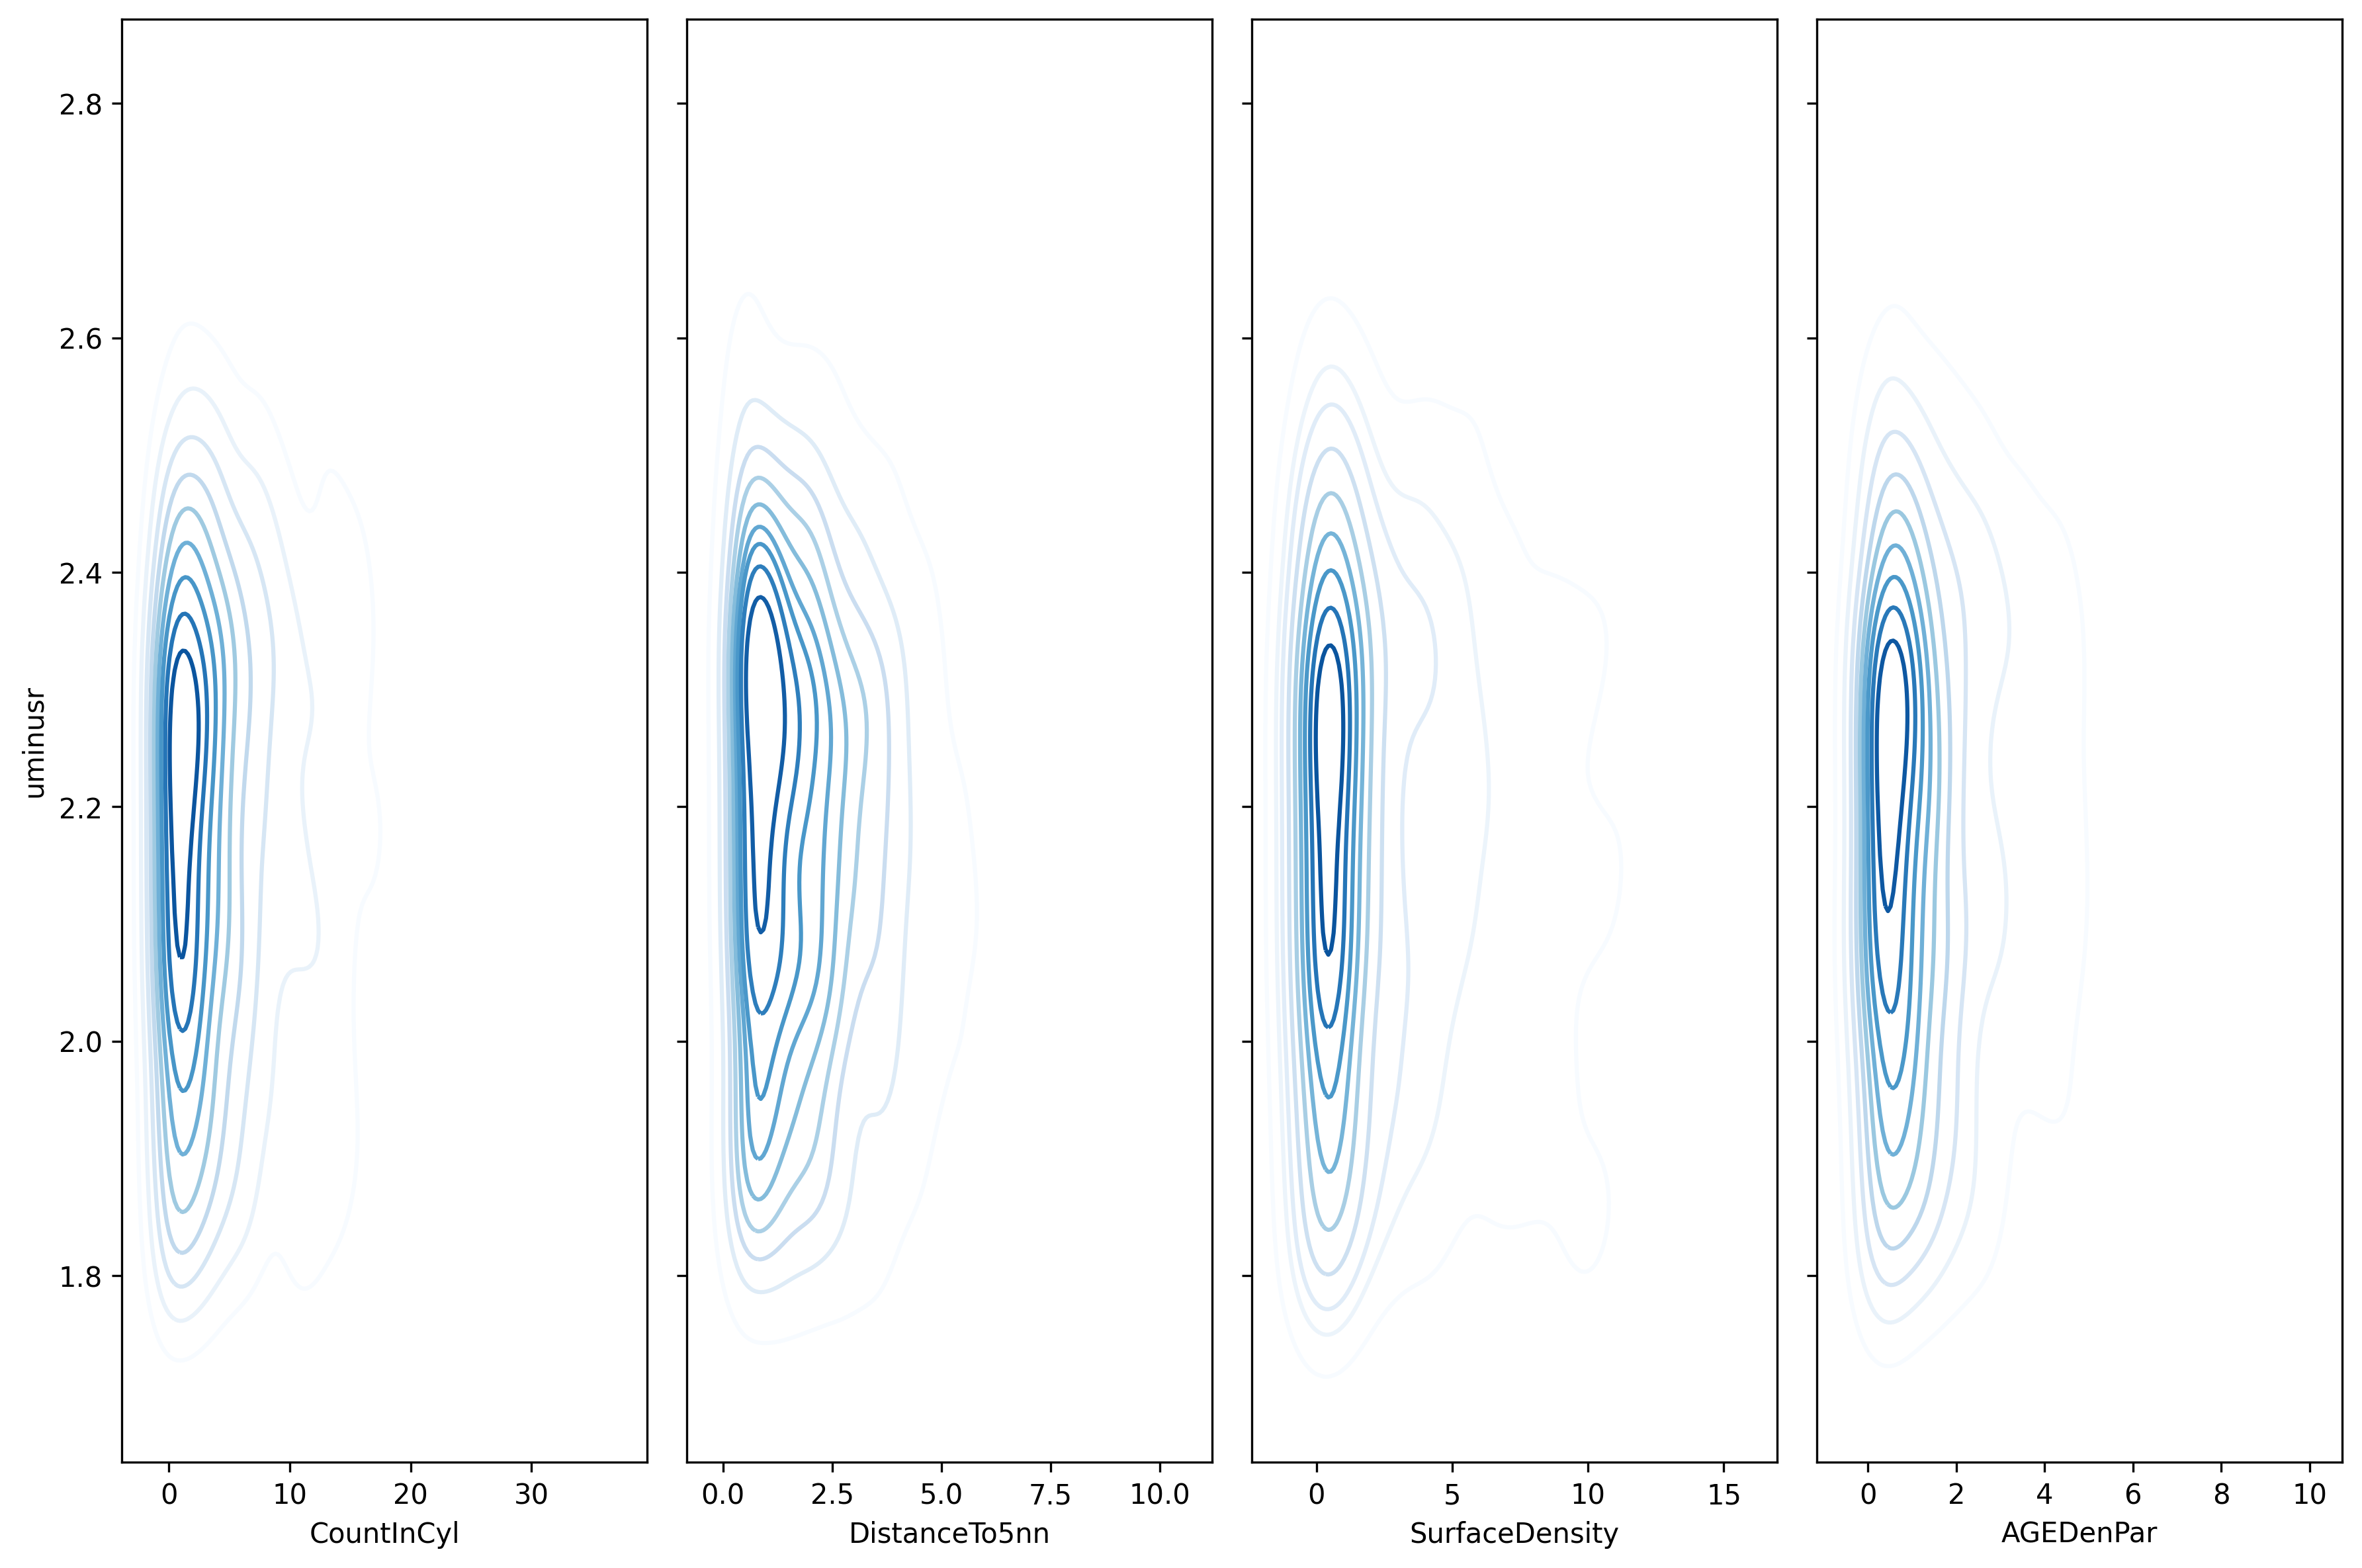 uminusr
2.8
2.6
2.4
2.2
2.0
1.8
0 10 20 30
CountInCyl
0.0 2.5 5.0 7.5 10.0
DistanceTo5nn
0 5 10 15
SurfaceDensity
0 2 4 6 8 10
AGEDenPar